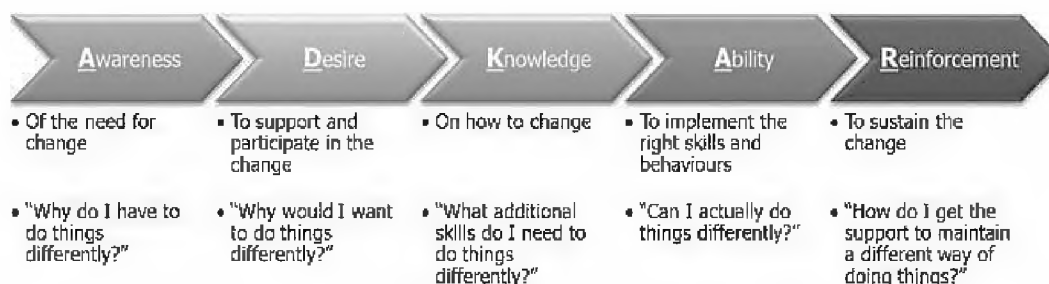 Awareness
Desire
Knowledge
Ability
Reinforcement
• Of the need for
change
• To support and
participate in the
change
• On how to change
• To implement the
right skills and
behaviours
• To sustain the
change
• "Why do I have to
do things
differently?"
• "Why would I want
to do things
differently?"
• "What additional
skills do I need to
do things
differently?"
• "Can I actually do
things differently?"
• "How do I get the
support to maintain
a different way of
doing things?"